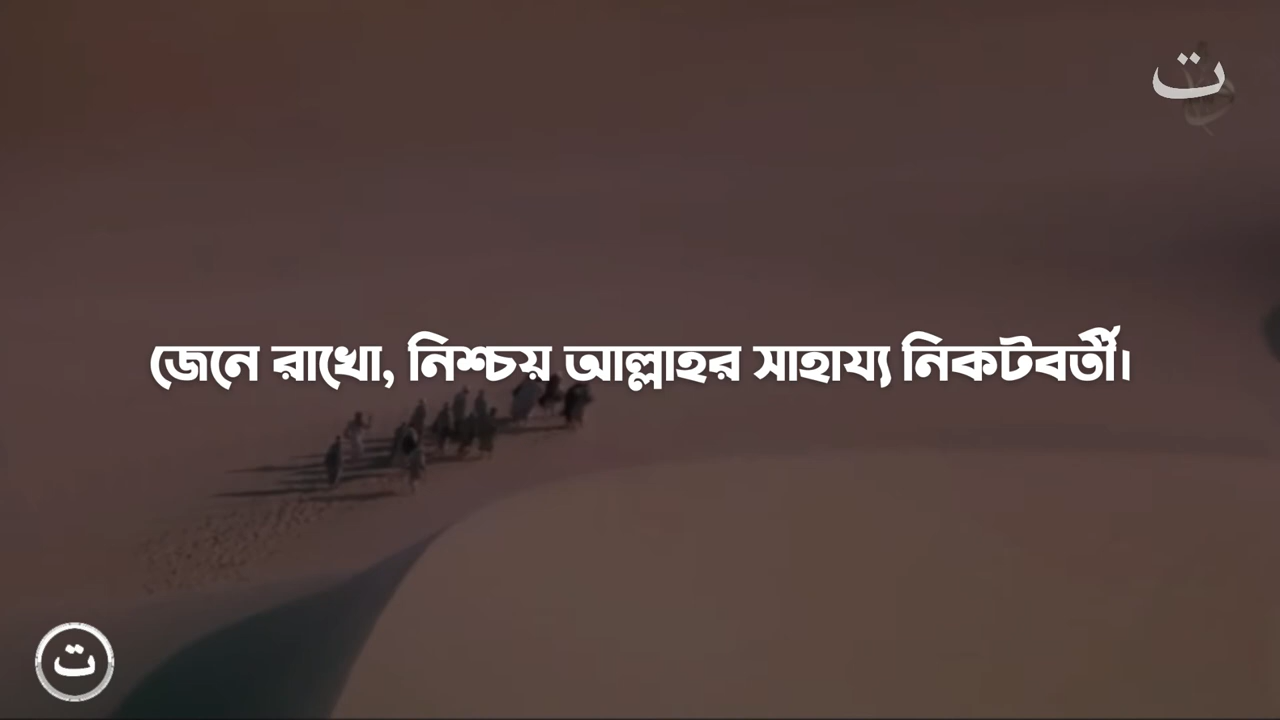 ت
জেনে রাখো, নিশ্চয় আল্লাহর সাহায্য নিকটবর্তী।
ت